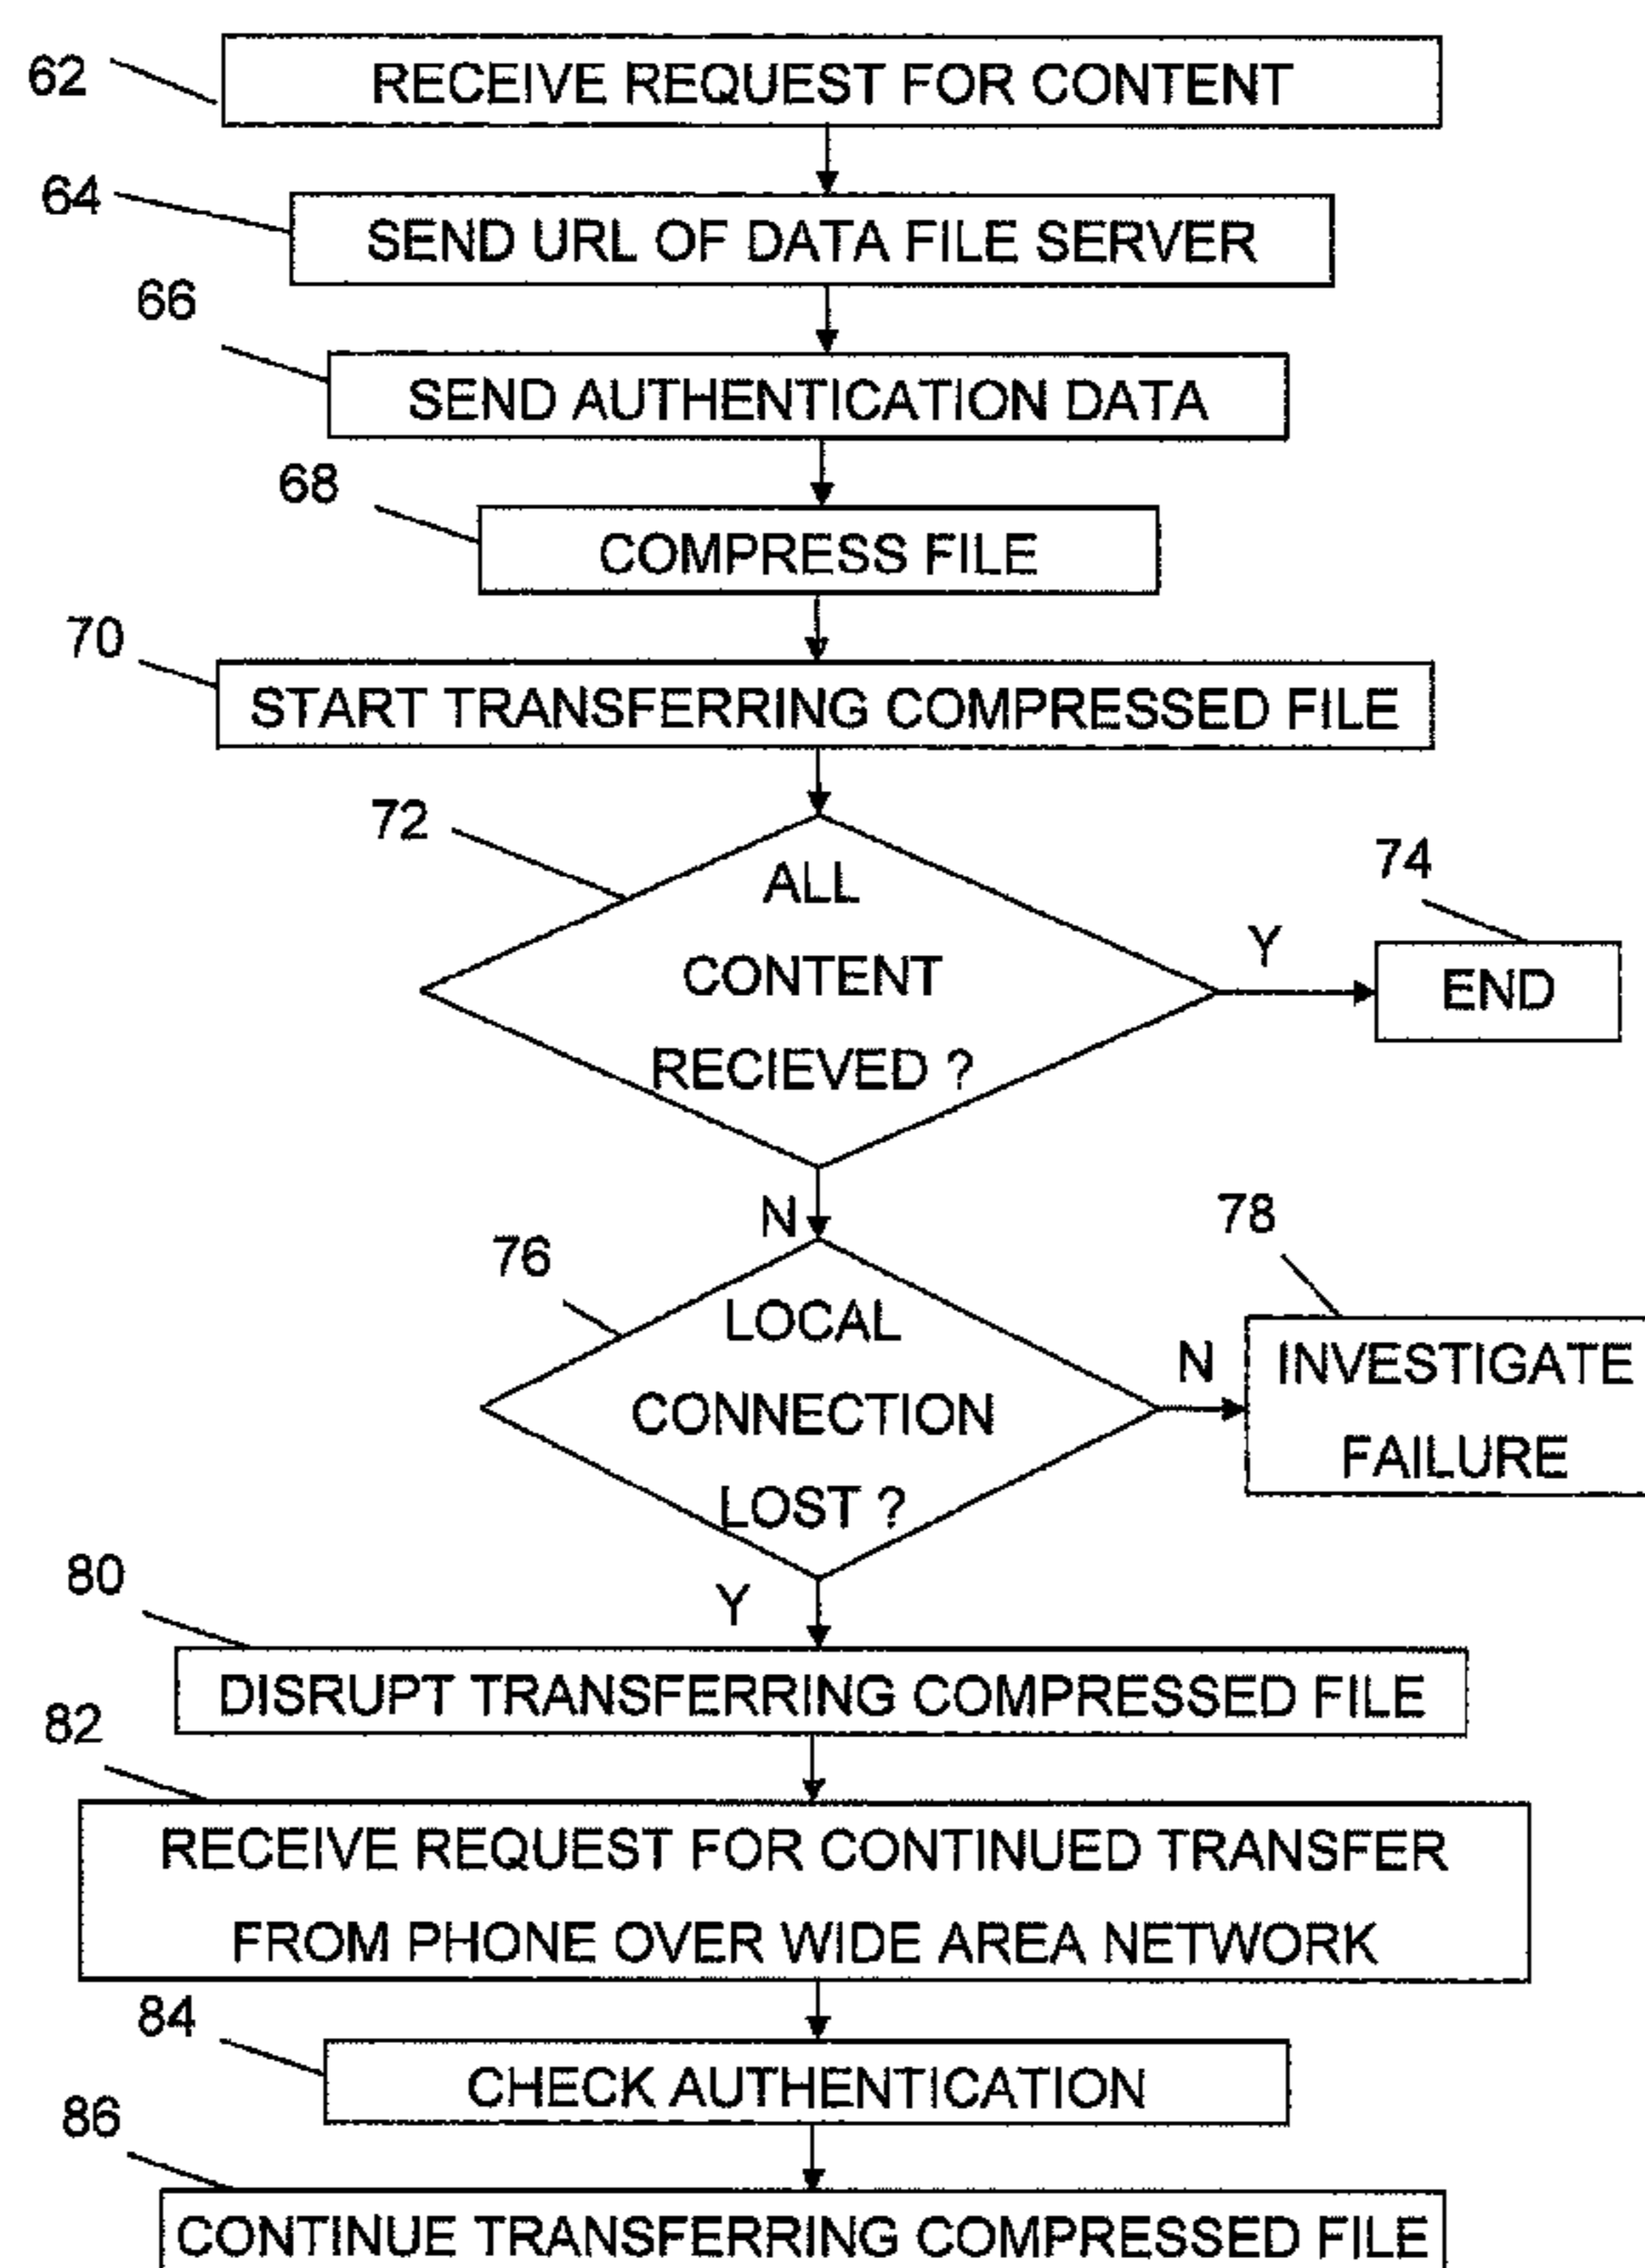 62
RECEIVE REQUEST FOR CONTENT
64
SEND URL OF DATA FILE SERVER
66
SEND AUTHENTICATION DATA
68
COMPRESS FILE
70
START TRANSFERRING COMPRESSED FILE
72
ALL
CONTENT
RECIEVED ?
Y
74
END
N
76
LOCAL
CONNECTION
LOST ?
N
78
INVESTIGATE
FAILURE
Y
80
DISRUPT TRANSFERRING COMPRESSED FILE
82
RECEIVE REQUEST FOR CONTINUED TRANSFER
FROM PHONE OVER WIDE AREA NETWORK
84
CHECK AUTHENTICATION
86
CONTINUE TRANSFERRING COMPRESSED FILE